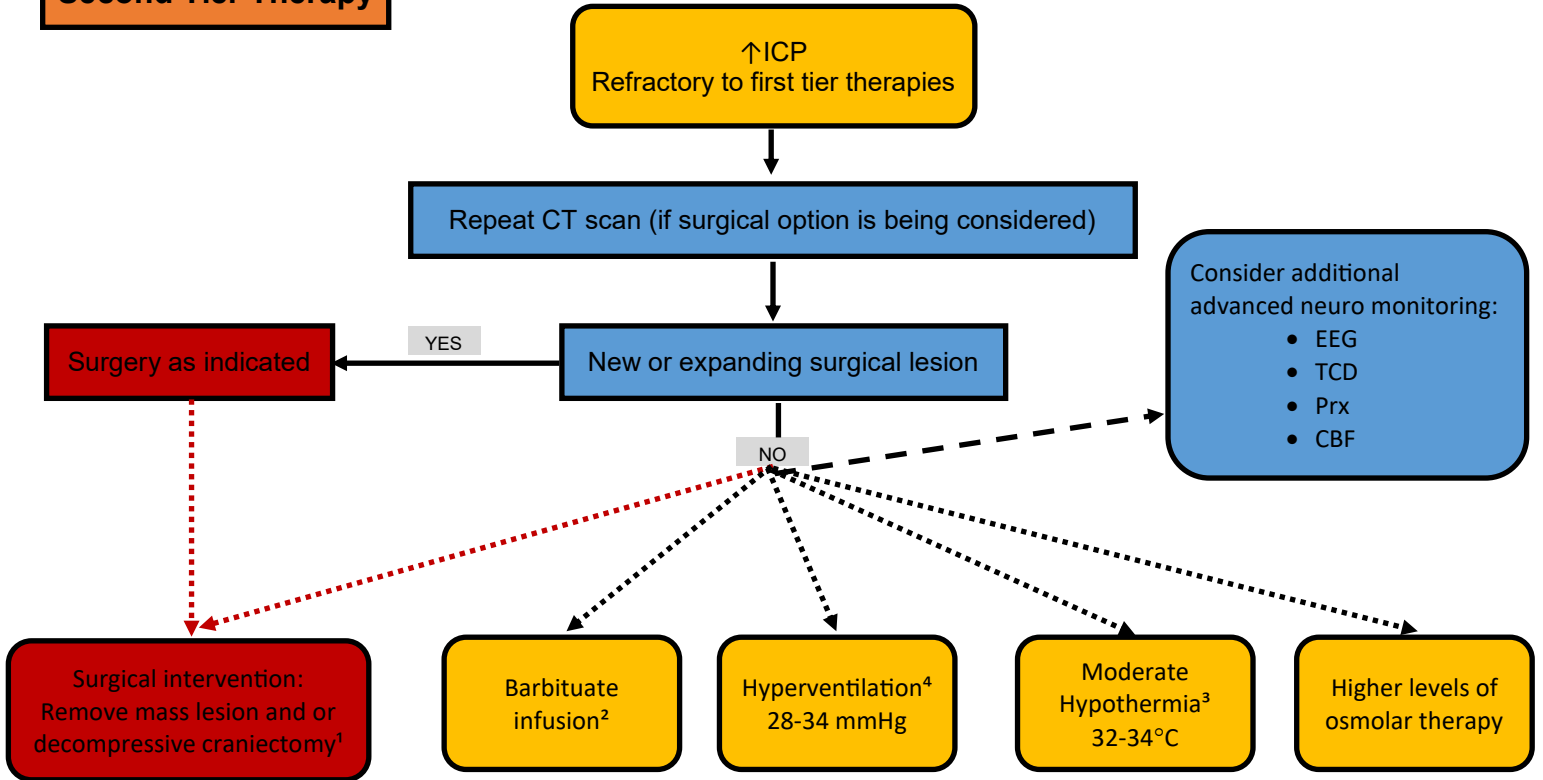 Second Tier Therapy
↑ICP
Refractory to first tier therapies
Repeat CT scan (if surgical option is being considered)
Consider additional
advanced neuro monitoring:
• EEG
• TCD
• Prx
• CBF
Surgery as indicated
YES
New or expanding surgical lesion
NO
Surgical intervention:
Remove mass lesion and or
decompressive craniectomy¹
Barbituate
infusion²
Hyperventilation⁴
28-34 mmHg
Moderate
Hypothermia³
32-34°C
Higher levels of
osmolar therapy